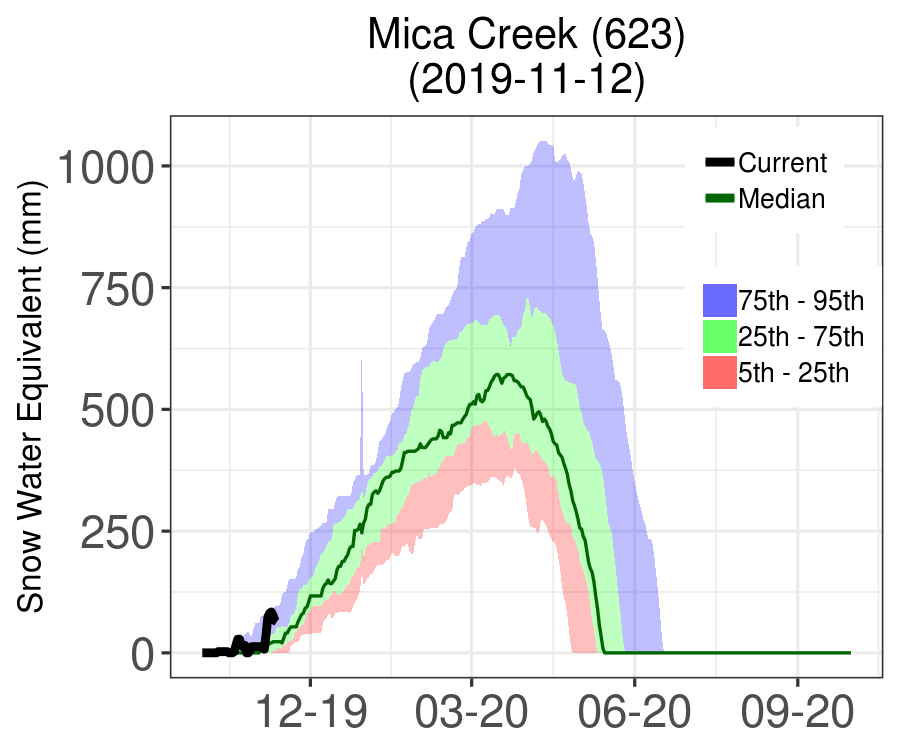 Mica Creek (623)
(2019-11-12)
Snow Water Equivalent (mm)
1000
750
500
250
0
12-19
03-20
06-20
09-20
Current
Median
75th - 95th
25th - 75th
5th - 25th